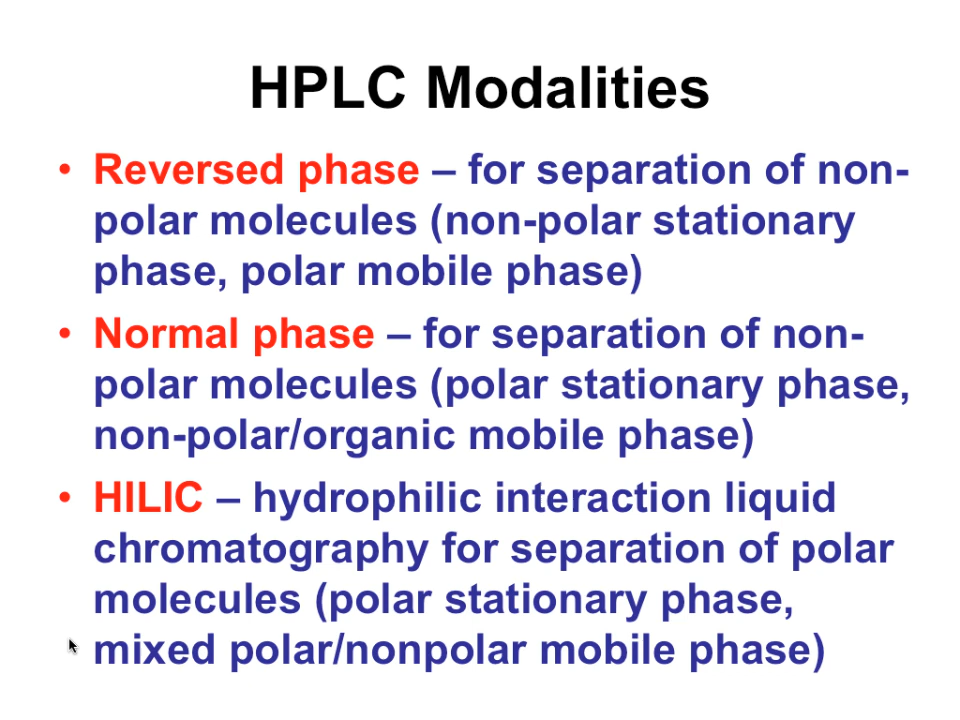 HPLC Modalities
• Reversed phase – for separation of non-
polar molecules (non-polar stationary
phase, polar mobile phase)
• Normal phase – for separation of non-
polar molecules (polar stationary phase,
non-polar/organic mobile phase)
• HILIC – hydrophilic interaction liquid
chromatography for separation of polar
molecules (polar stationary phase,
mixed polar/nonpolar mobile phase)